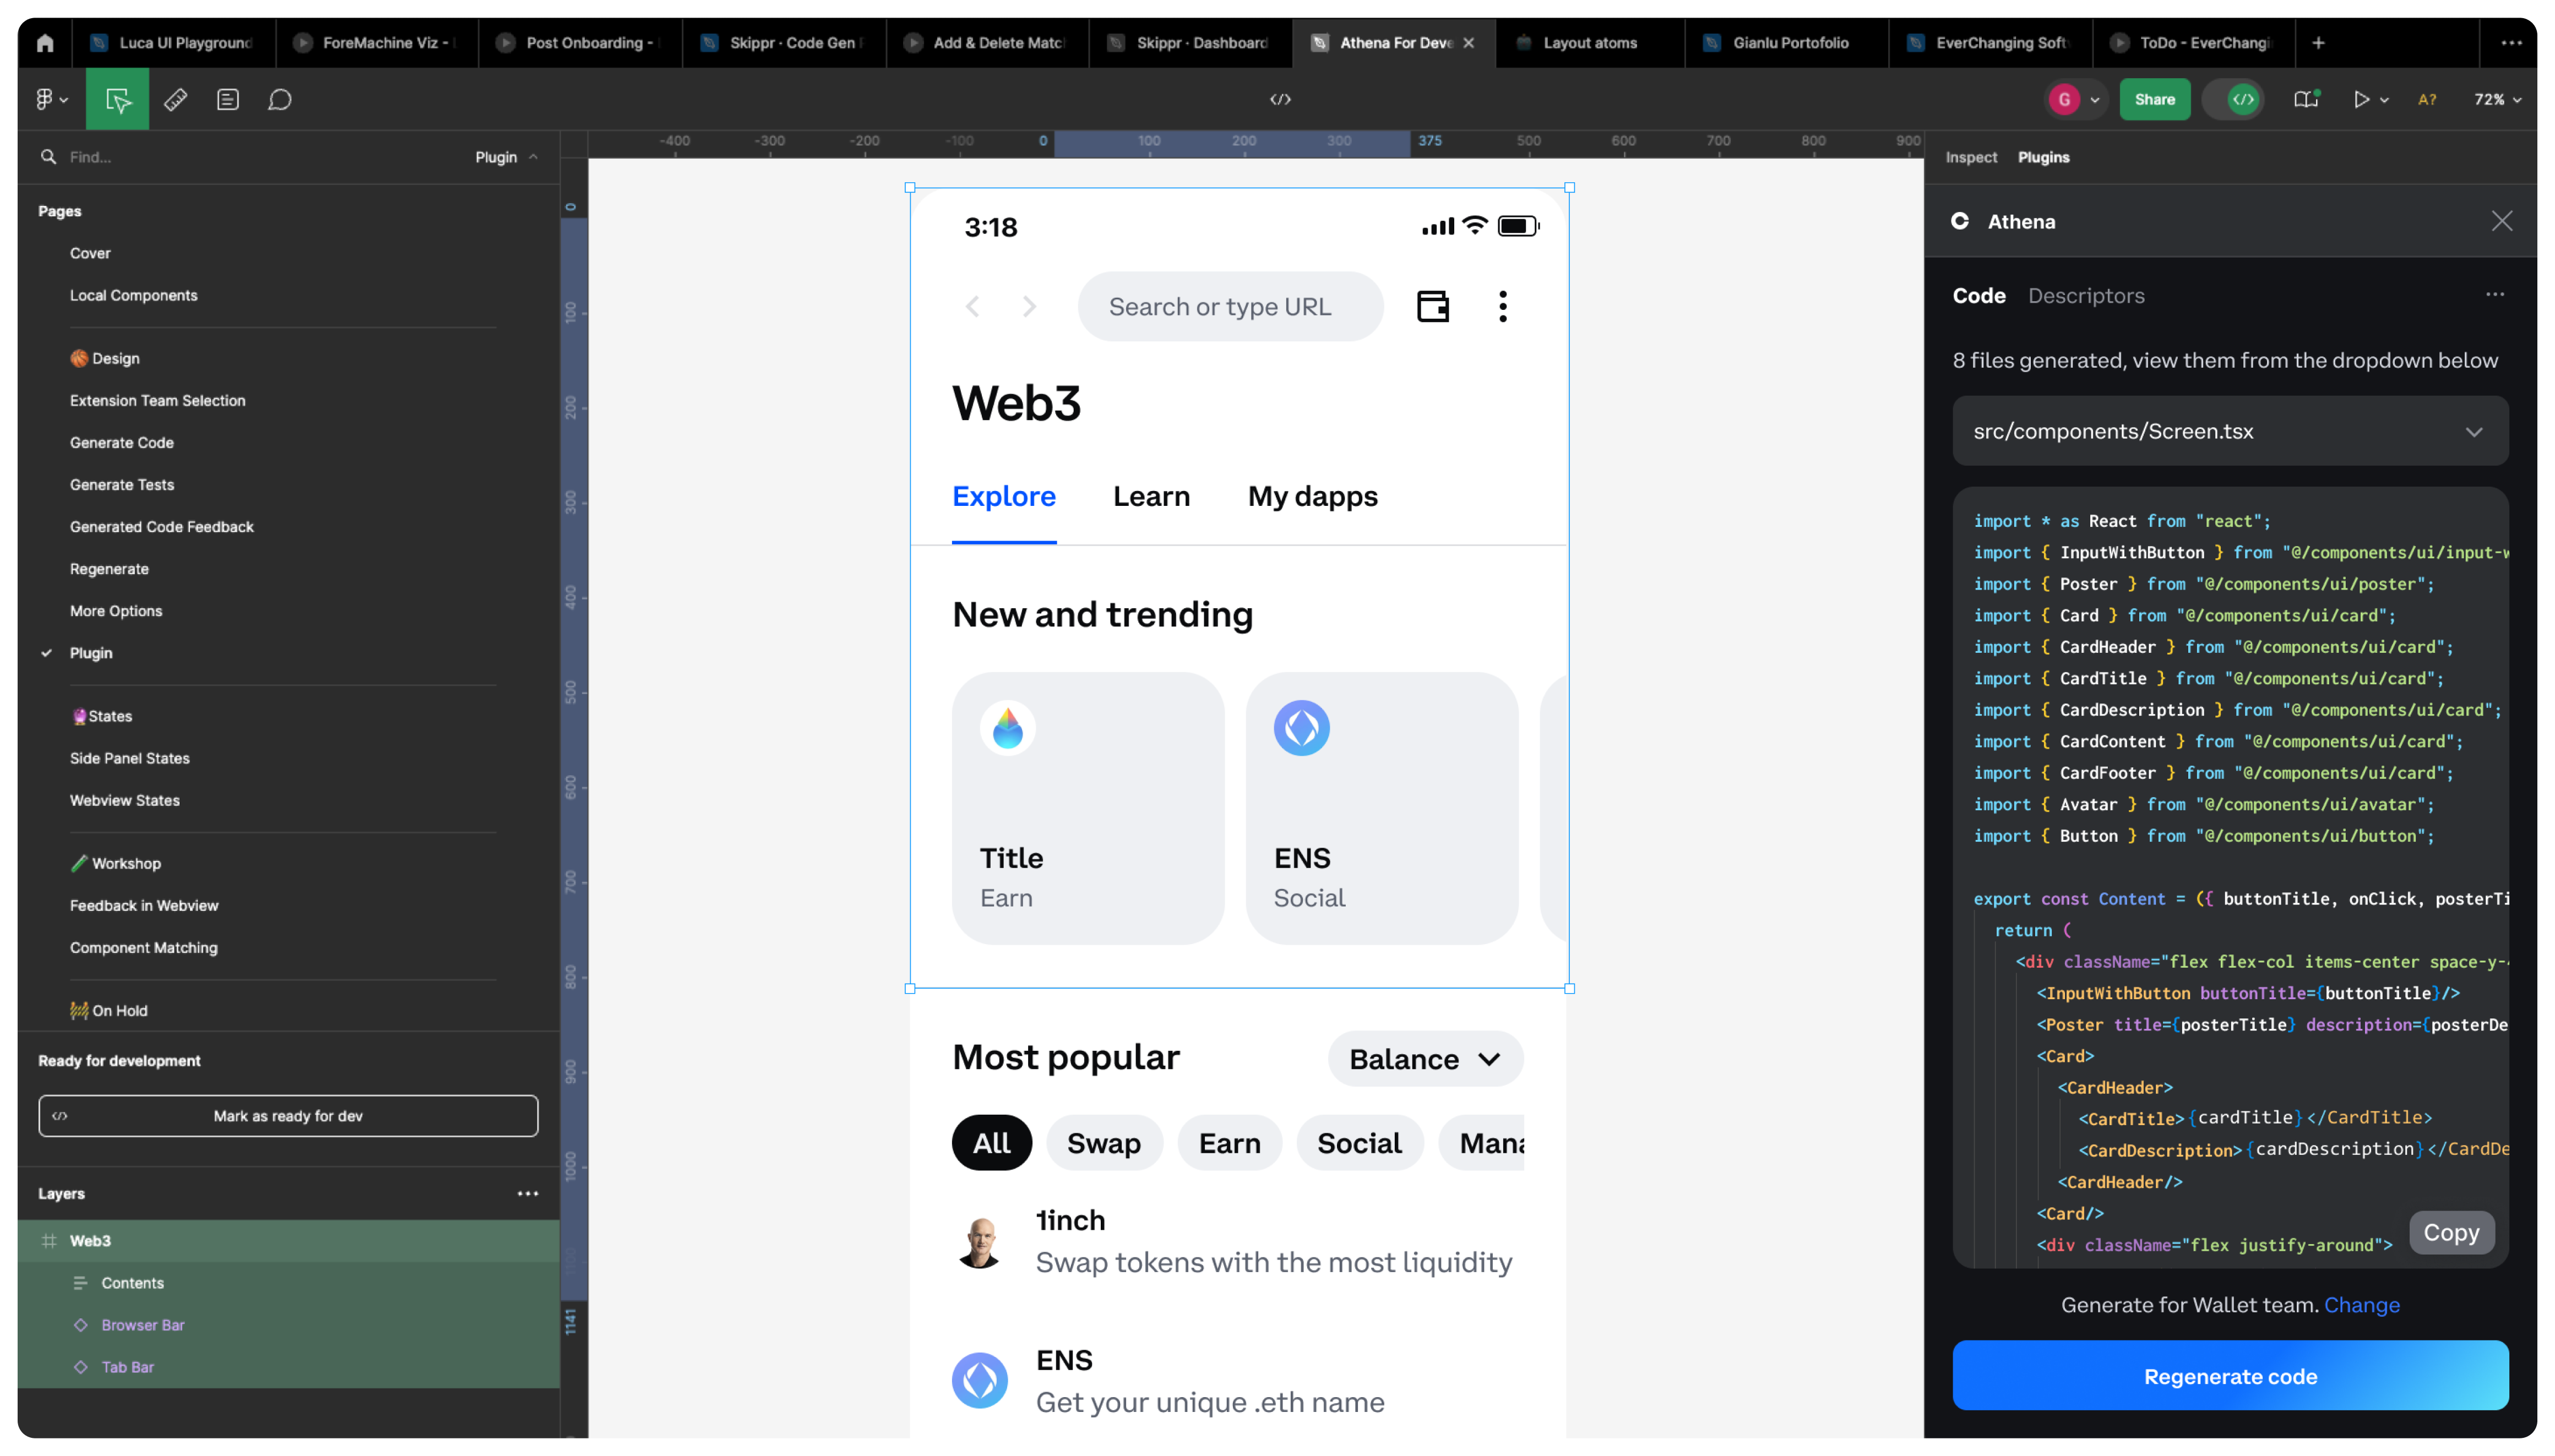 Luca UI Playground
ForeMachine Viz -
Post Onboarding -
Skippr · Code Gen
Add & Delete Matc
Skippr · Dashboard
Athena For Deve
Layout atoms
Gianlu Portofolio
EverChanging Soft
ToDo - EverChangi
G
Share
A?
72%
Find...
Plugin
Pages
Cover
Local Components
Design
Extension Team Selection
Generate Code
Generate Tests
Generated Code Feedback
Regenerate
More Options
Plugin
States
Side Panel States
Webview States
Workshop
Feedback in Webview
Component Matching
On Hold
Ready for development
Mark as ready for dev
Layers
Web3
Contents
Browser Bar
Tab Bar
-400 -300 -200 -100 0 100 200 300 375 500 600 700 800 900
0
100
200
300
400
500
600
700
800
900
1000
1100
1141
3:18
Search or type URL
Web3
Explore Learn My dapps
New and trending
Title
Earn
ENS
Social
Most popular
Balance
All Swap Earn Social Mana
1inch
Swap tokens with the most liquidity
ENS
Get your unique .eth name
Inspect Plugins
Athena
Code Descriptors
8 files generated, view them from the dropdown below
src/components/Screen.tsx
import * as React from "react";
import { InputWithButton } from "@/components/ui/input-w
import { Poster } from "@/components/ui/poster";
import { Card } from "@/components/ui/card";
import { CardHeader } from "@/components/ui/card";
import { CardTitle } from "@/components/ui/card";
import { CardDescription } from "@/components/ui/card";
import { CardContent } from "@/components/ui/card";
import { CardFooter } from "@/components/ui/card";
import { Avatar } from "@/components/ui/avatar";
import { Button } from "@/components/ui/button";
export const Content = ({ buttonTitle, onClick, posterTi
return (
<div className="flex flex-col items-center space-y-4
<InputWithButton buttonTitle={buttonTitle}/>
<Poster title={posterTitle} description={posterDe
<Card>
<CardHeader>
<CardTitle>{cardTitle}</CardTitle>
<CardDescription>{cardDescription}</CardDe
<CardHeader/>
<Card/>
<div className="flex justify-around">
Copy
Generate for Wallet team. Change
Regenerate code